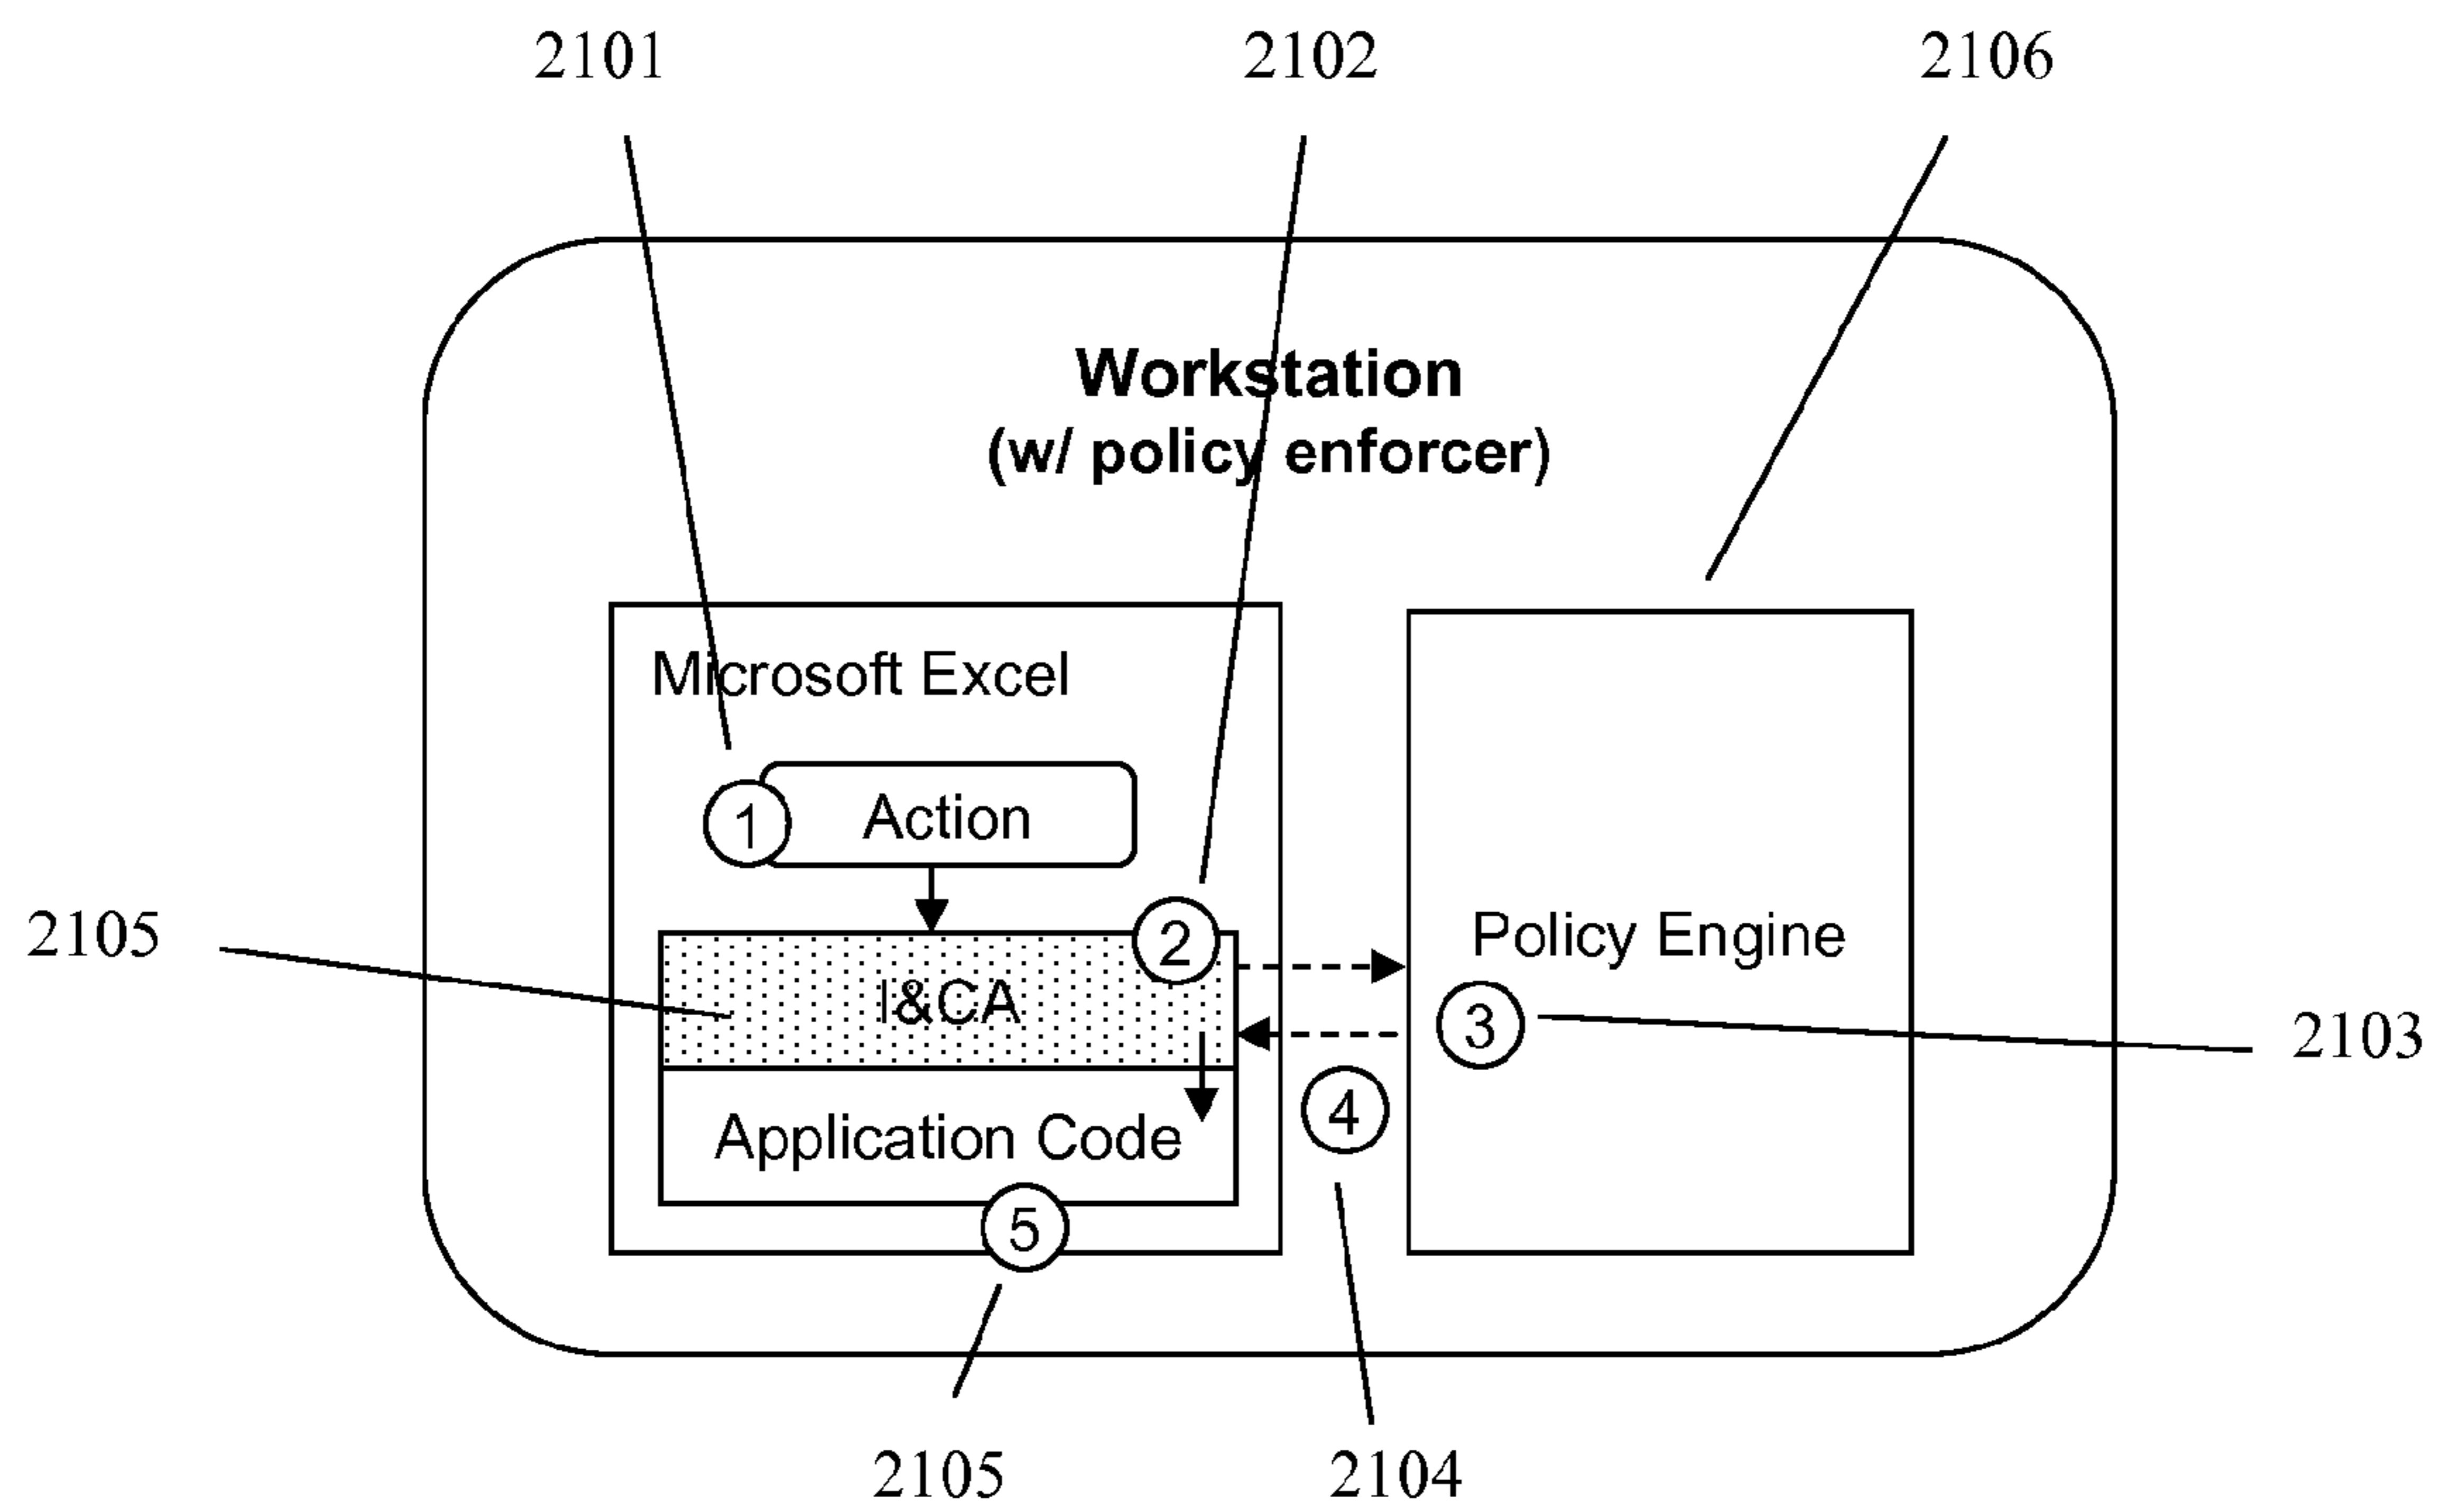 2101
2102
2106
Workstation
(w/ policy enforcer)
Microsoft Excel
1
Action
2105
2
I&CA
Policy Engine
3
2103
4
Application Code
5
2105
2104